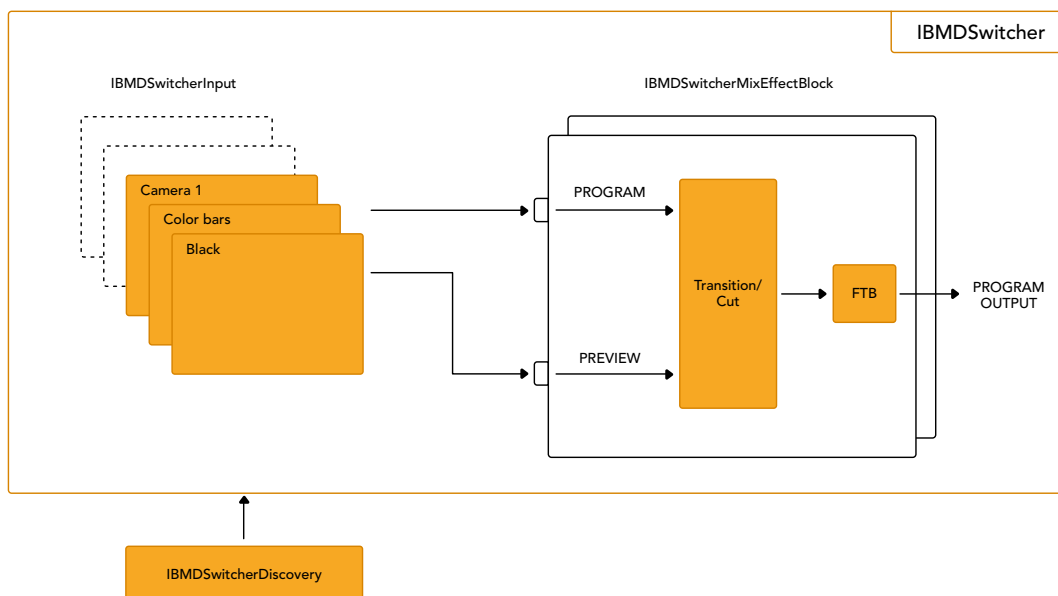 IBMDSwitcher
IBMDSwitcherInput
IBMDSwitcherMixEffectBlock
Camera 1
Color bars
Black
PROGRAM
PREVIEW
Transition/
Cut
FTB
PROGRAM
OUTPUT
IBMDSwitcherDiscovery